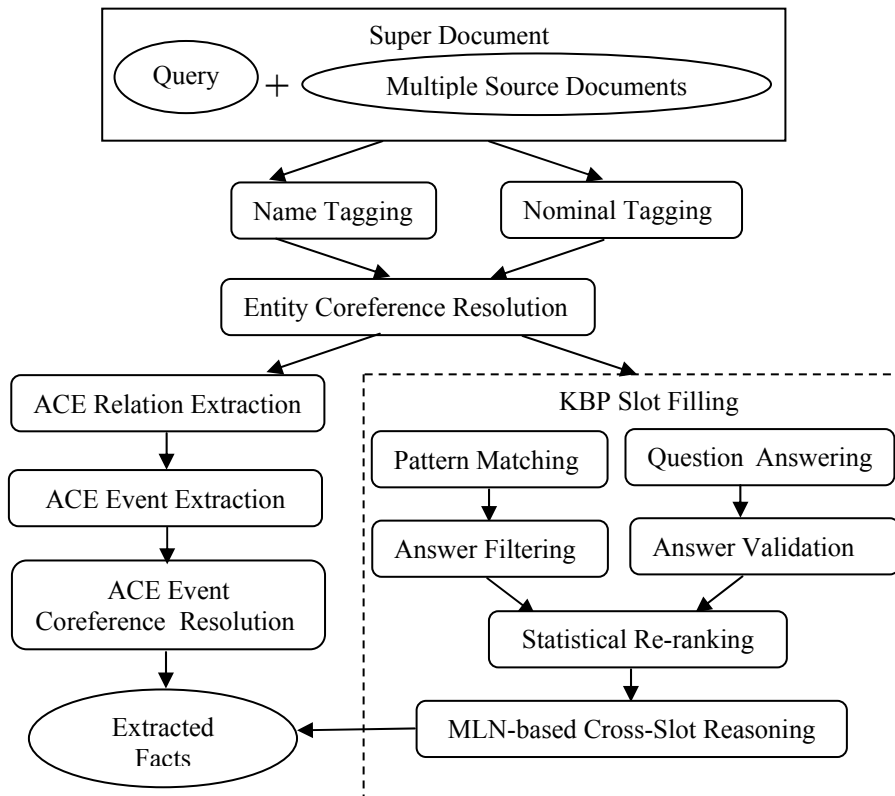 Super Document
Query + Multiple Source Documents
Name Tagging
Nominal Tagging
Entity Coreference Resolution
ACE Relation Extraction
ACE Event Extraction
ACE Event
Coreference Resolution
Extracted
Facts
KBP Slot Filling
Pattern Matching
Question Answering
Answer Filtering
Answer Validation
Statistical Re-ranking
MLN-based Cross-Slot Reasoning